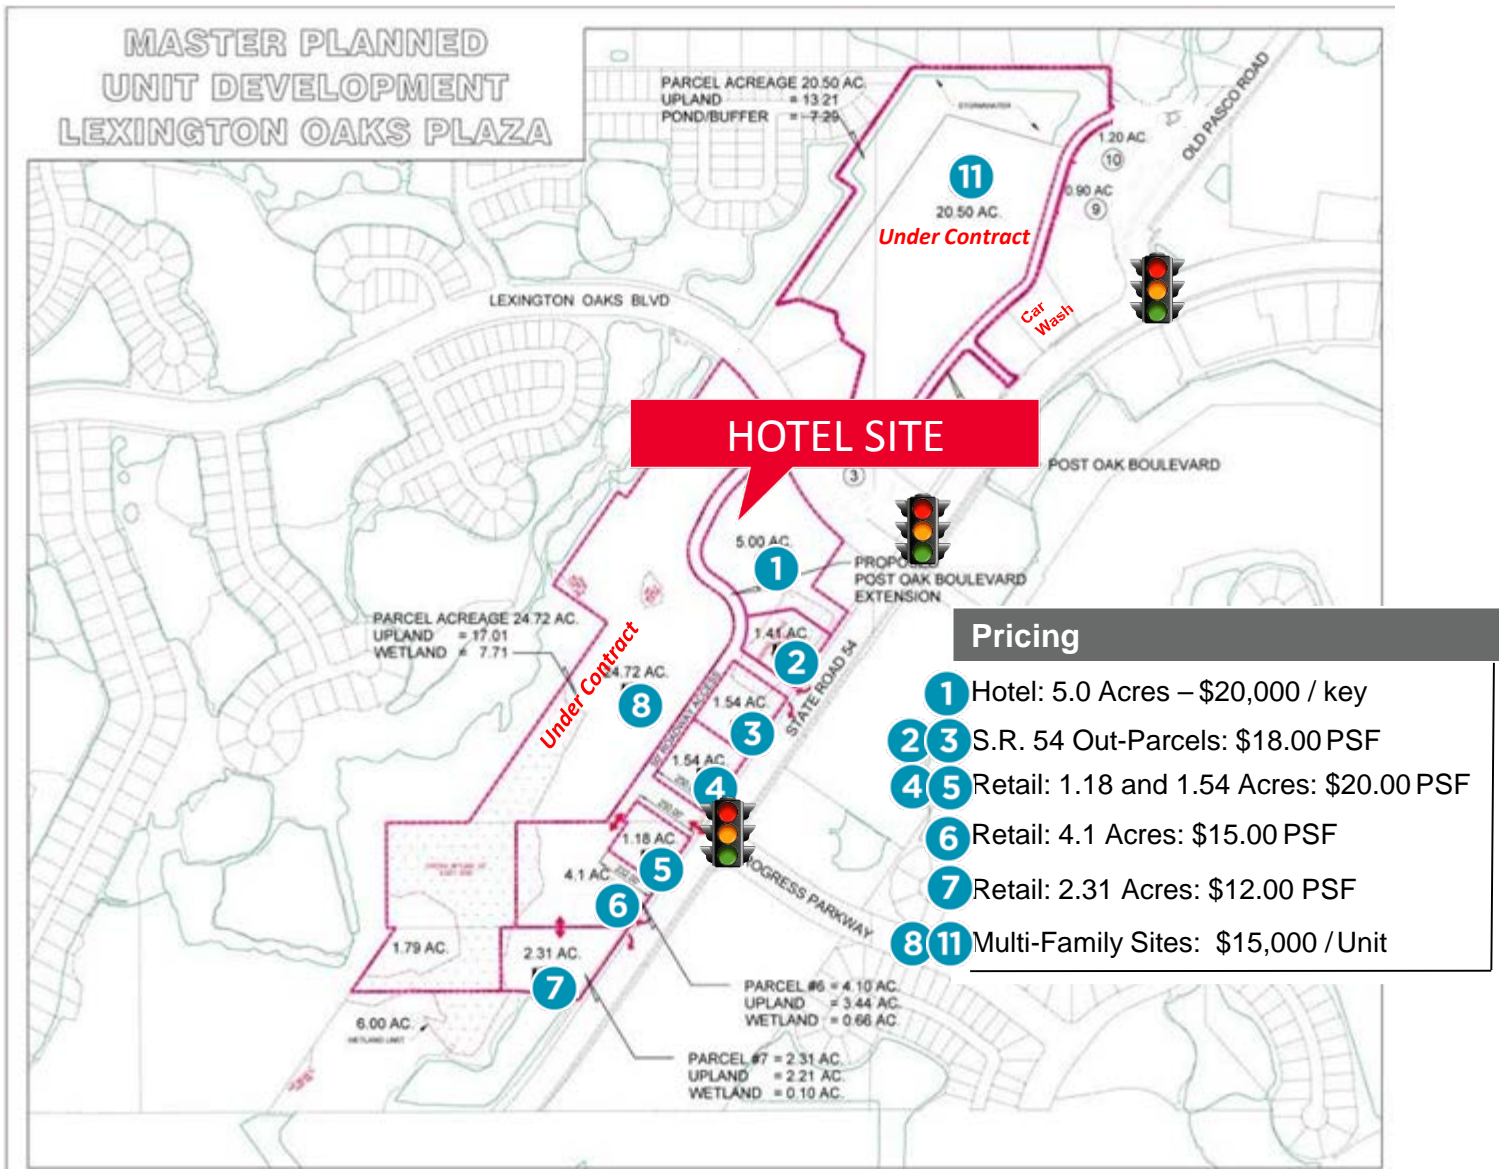 MASTER PLANNED
UNIT DEVELOPMENT
LEXINGTON OAKS PLAZA
PARCEL ACREAGE 20.50 AC.
UPLAND = 13.21
POND/BUFFER = 7.29
STORMWATER
OLD PASCO ROAD
1.20 AC.
10
0.90 AC
9
11
20.50 AC.
Under Contract
LEXINGTON OAKS BLVD
Car
Wash
HOTEL SITE
3
POST OAK BOULEVARD
5.00 AC.
1
PROPOSED
POST OAK BOULEVARD
EXTENSION
PARCEL ACREAGE 24.72 AC.
UPLAND = 17.01
WETLAND = 7.71
1.41 AC.
2
Under Contract
24.72 AC.
8
ROADWAY ACCESS
STATE ROAD 54
1.54 AC.
3
1.54 AC.
4
1.18 AC.
5
4.1 AC
6
PROGRESS PARKWAY
1.79 AC.
2.31 AC.
7
6.00 AC.
WETLAND LIMIT
PARCEL #6 = 4.10 AC.
UPLAND = 3.44 AC.
WETLAND = 0.66 AC.
PARCEL #7 = 2.31 AC.
UPLAND = 2.21 AC.
WETLAND = 0.10 AC.
Pricing
1 Hotel: 5.0 Acres – $20,000 / key
2 3 S.R. 54 Out-Parcels: $18.00 PSF
4 5 Retail: 1.18 and 1.54 Acres: $20.00 PSF
6 Retail: 4.1 Acres: $15.00 PSF
7 Retail: 2.31 Acres: $12.00 PSF
8 11 Multi-Family Sites: $15,000 / Unit